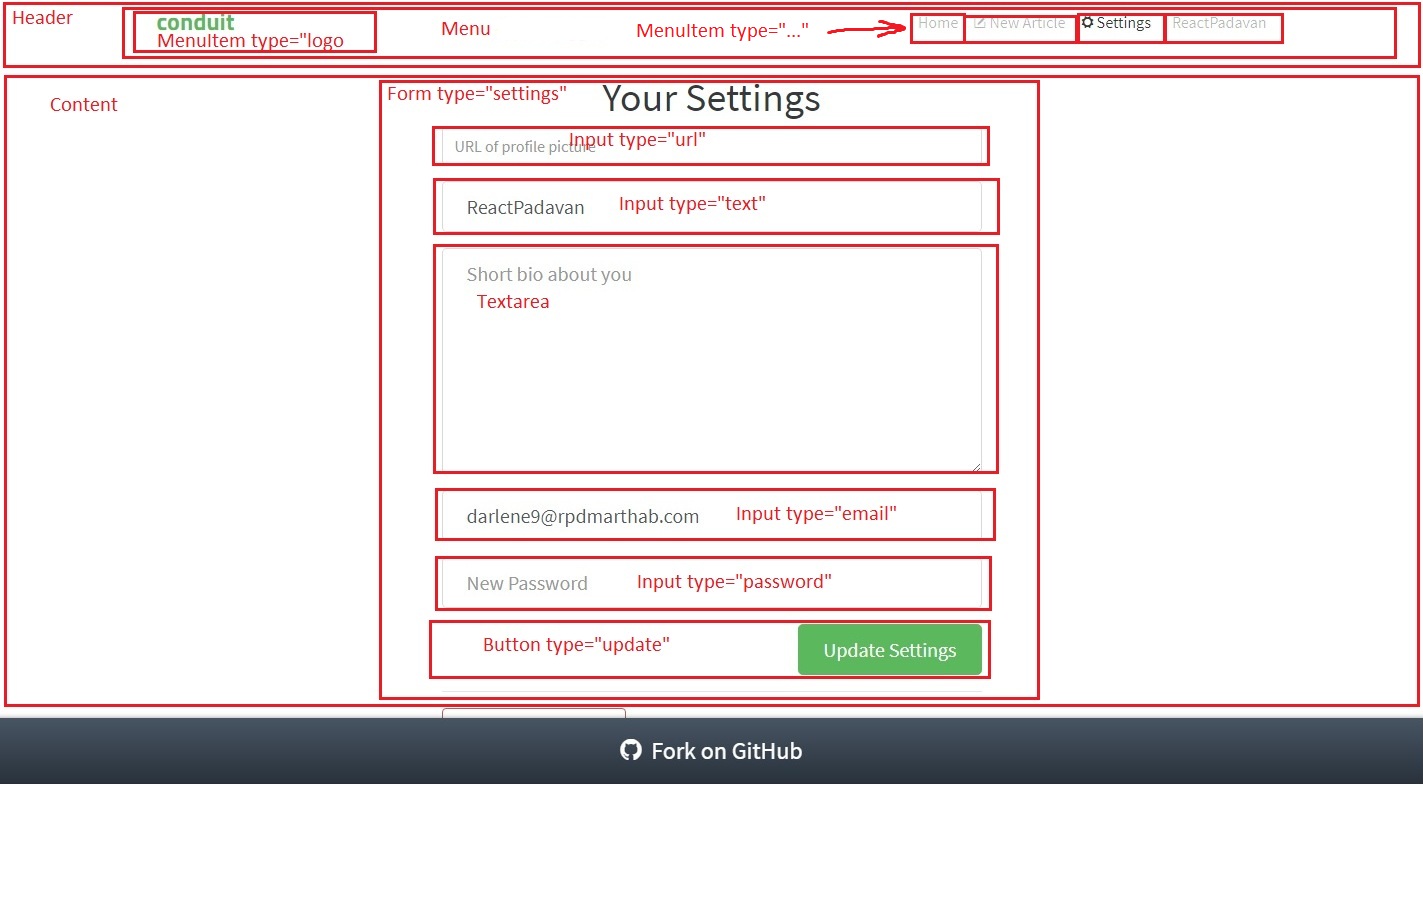 Header
conduit
MenuItem type="logo
Menu
MenuItem type="..."
Home
New Article
Settings
ReactPadavan
Content
Form type="settings"
Your Settings
URL of profile picture
Input type="url"
ReactPadavan
Input type="text"
Short bio about you
Textarea
darlene9@rpdmarthab.com
Input type="email"
New Password
Input type="password"
Button type="update"
Update Settings
Fork on GitHub